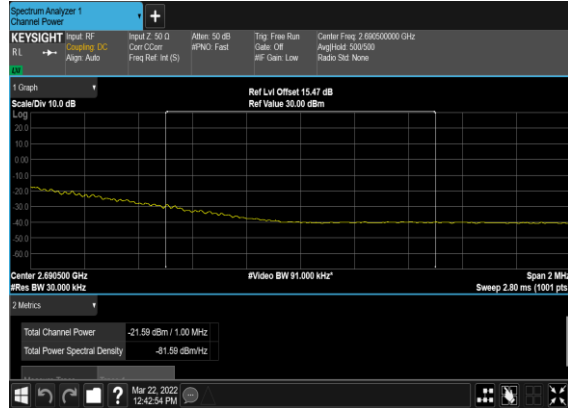 Spectrum Analyzer 1
Channel Power
+
KEYSIGHT Input: RF Input Z: 50 Ω Atten: 50 dB Trig: Free Run Center Freq: 2.690500000 GHz
RL Coupling: DC Corr CCorr #PNO: Fast Gate: Off Avg|Hold: 500/500
Align: Auto Freq Ref: Int (S) #IF Gain: Low Radio Std: None
LV
1 Graph
Ref Lvl Offset 15.47 dB
Scale/Div 10.0 dB Ref Value 30.00 dBm
Log
20.0
10.0
0.00
-10.0
-20.0
-30.0
-40.0
-50.0
-60.0
Center 2.690500 GHz #Video BW 91.000 kHz* Span 2 MHz
#Res BW 30.000 kHz Sweep 2.80 ms (1001 pts
2 Metrics
Total Channel Power -21.59 dBm / 1.00 MHz
Total Power Spectral Density -81.59 dBm/Hz
? Mar 22, 2022
12:42:54 PM